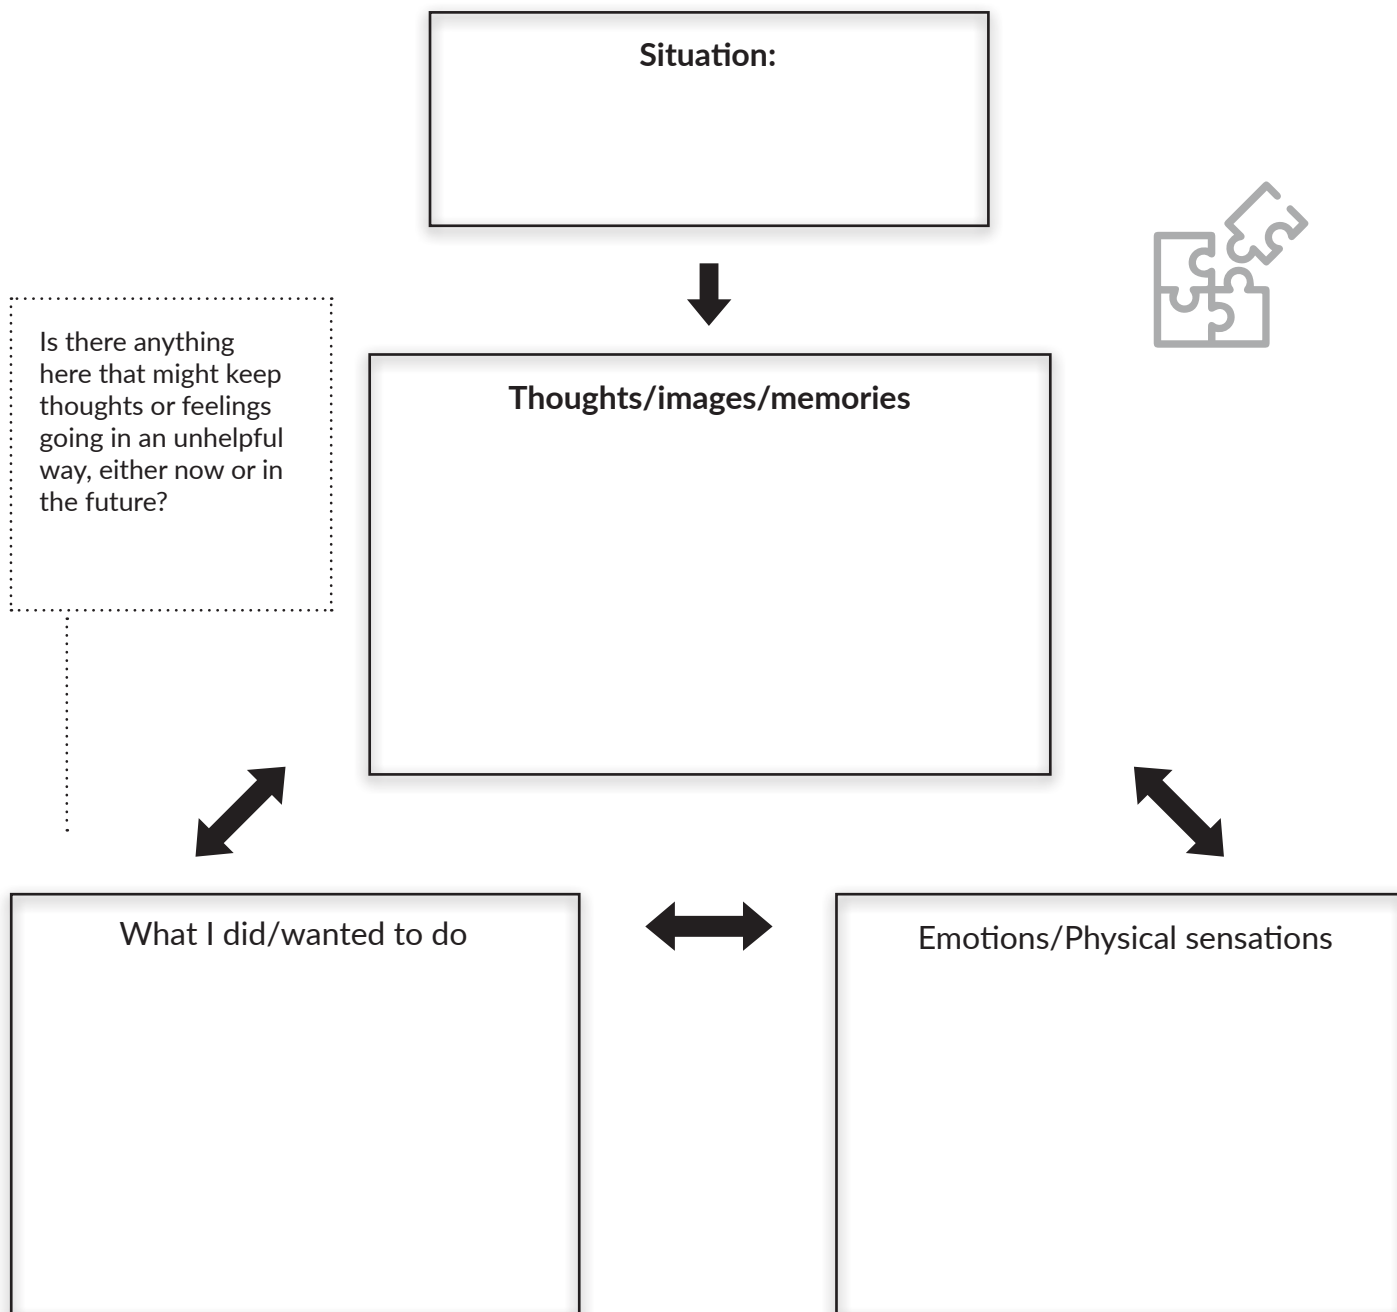 Situation:
Is there anything
here that might keep
thoughts or feelings
going in an unhelpful
way, either now or in
the future?
Thoughts/images/memories
What I did/wanted to do
Emotions/Physical sensations